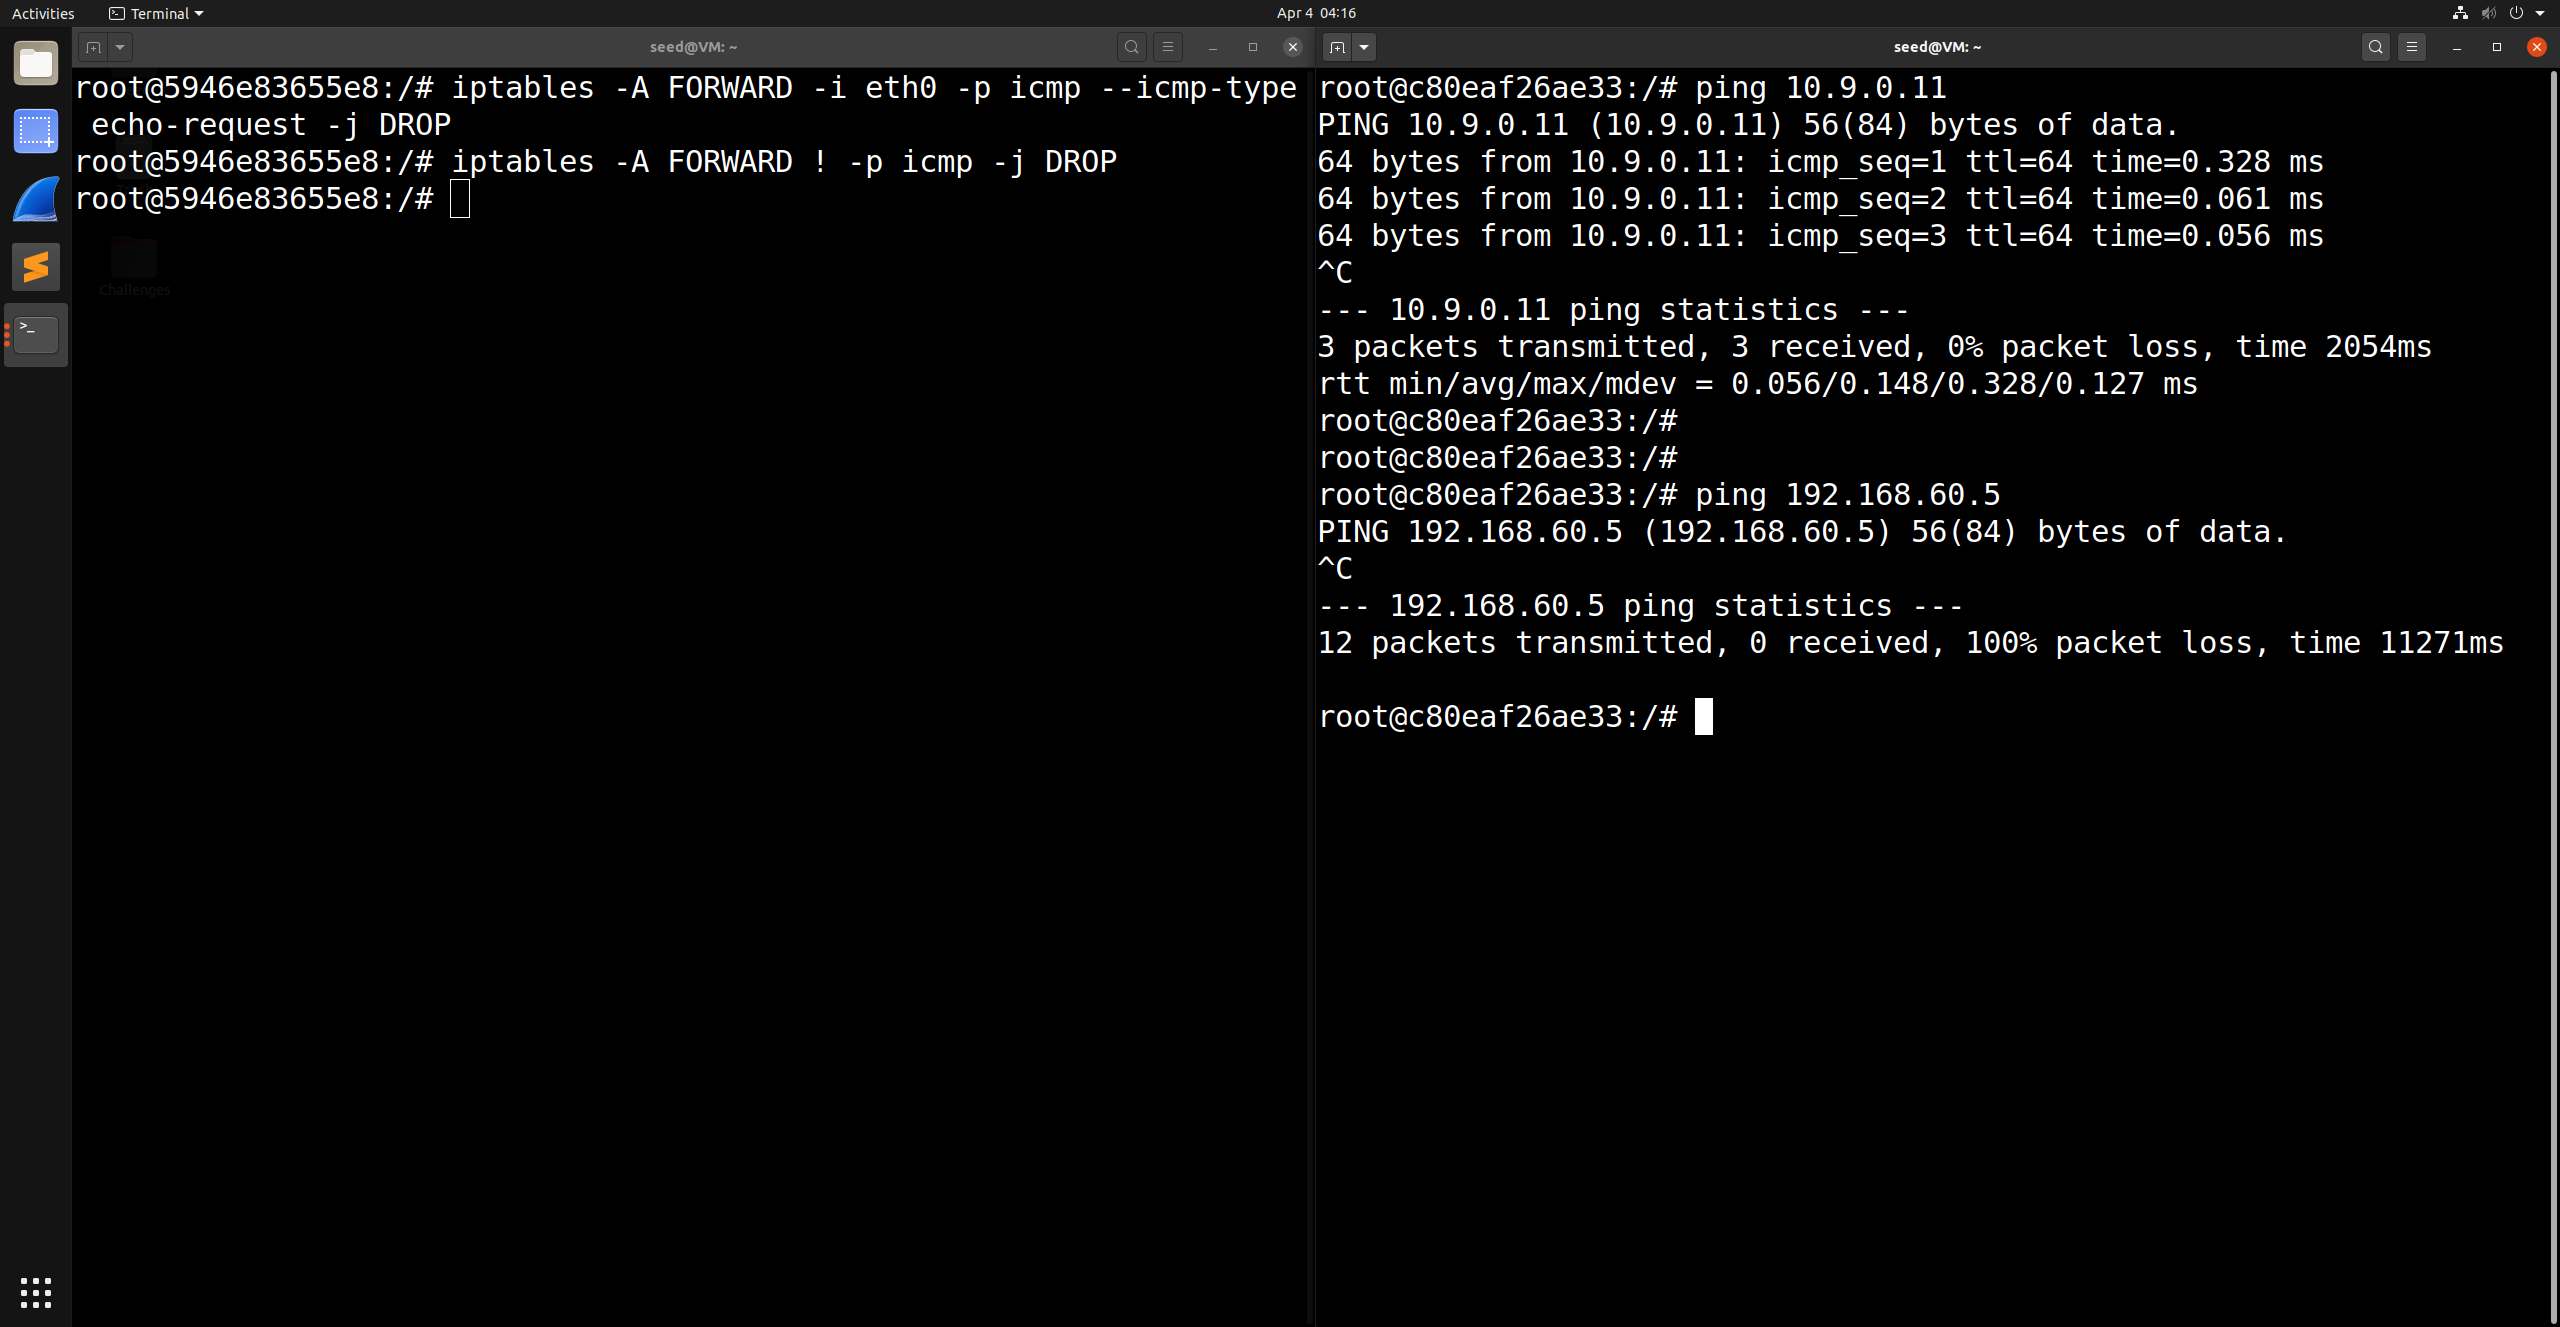 Activities
Terminal
Apr 4 04:16
seed@VM: ~
root@5946e83655e8:/# iptables -A FORWARD -i eth0 -p icmp --icmp-type
 echo-request -j DROP
root@5946e83655e8:/# iptables -A FORWARD ! -p icmp -j DROP
root@5946e83655e8:/#
Challenges
seed@VM: ~
root@c80eaf26ae33:/# ping 10.9.0.11
PING 10.9.0.11 (10.9.0.11) 56(84) bytes of data.
64 bytes from 10.9.0.11: icmp_seq=1 ttl=64 time=0.328 ms
64 bytes from 10.9.0.11: icmp_seq=2 ttl=64 time=0.061 ms
64 bytes from 10.9.0.11: icmp_seq=3 ttl=64 time=0.056 ms
^C
--- 10.9.0.11 ping statistics ---
3 packets transmitted, 3 received, 0% packet loss, time 2054ms
rtt min/avg/max/mdev = 0.056/0.148/0.328/0.127 ms
root@c80eaf26ae33:/#
root@c80eaf26ae33:/#
root@c80eaf26ae33:/# ping 192.168.60.5
PING 192.168.60.5 (192.168.60.5) 56(84) bytes of data.
^C
--- 192.168.60.5 ping statistics ---
12 packets transmitted, 0 received, 100% packet loss, time 11271ms
root@c80eaf26ae33:/#